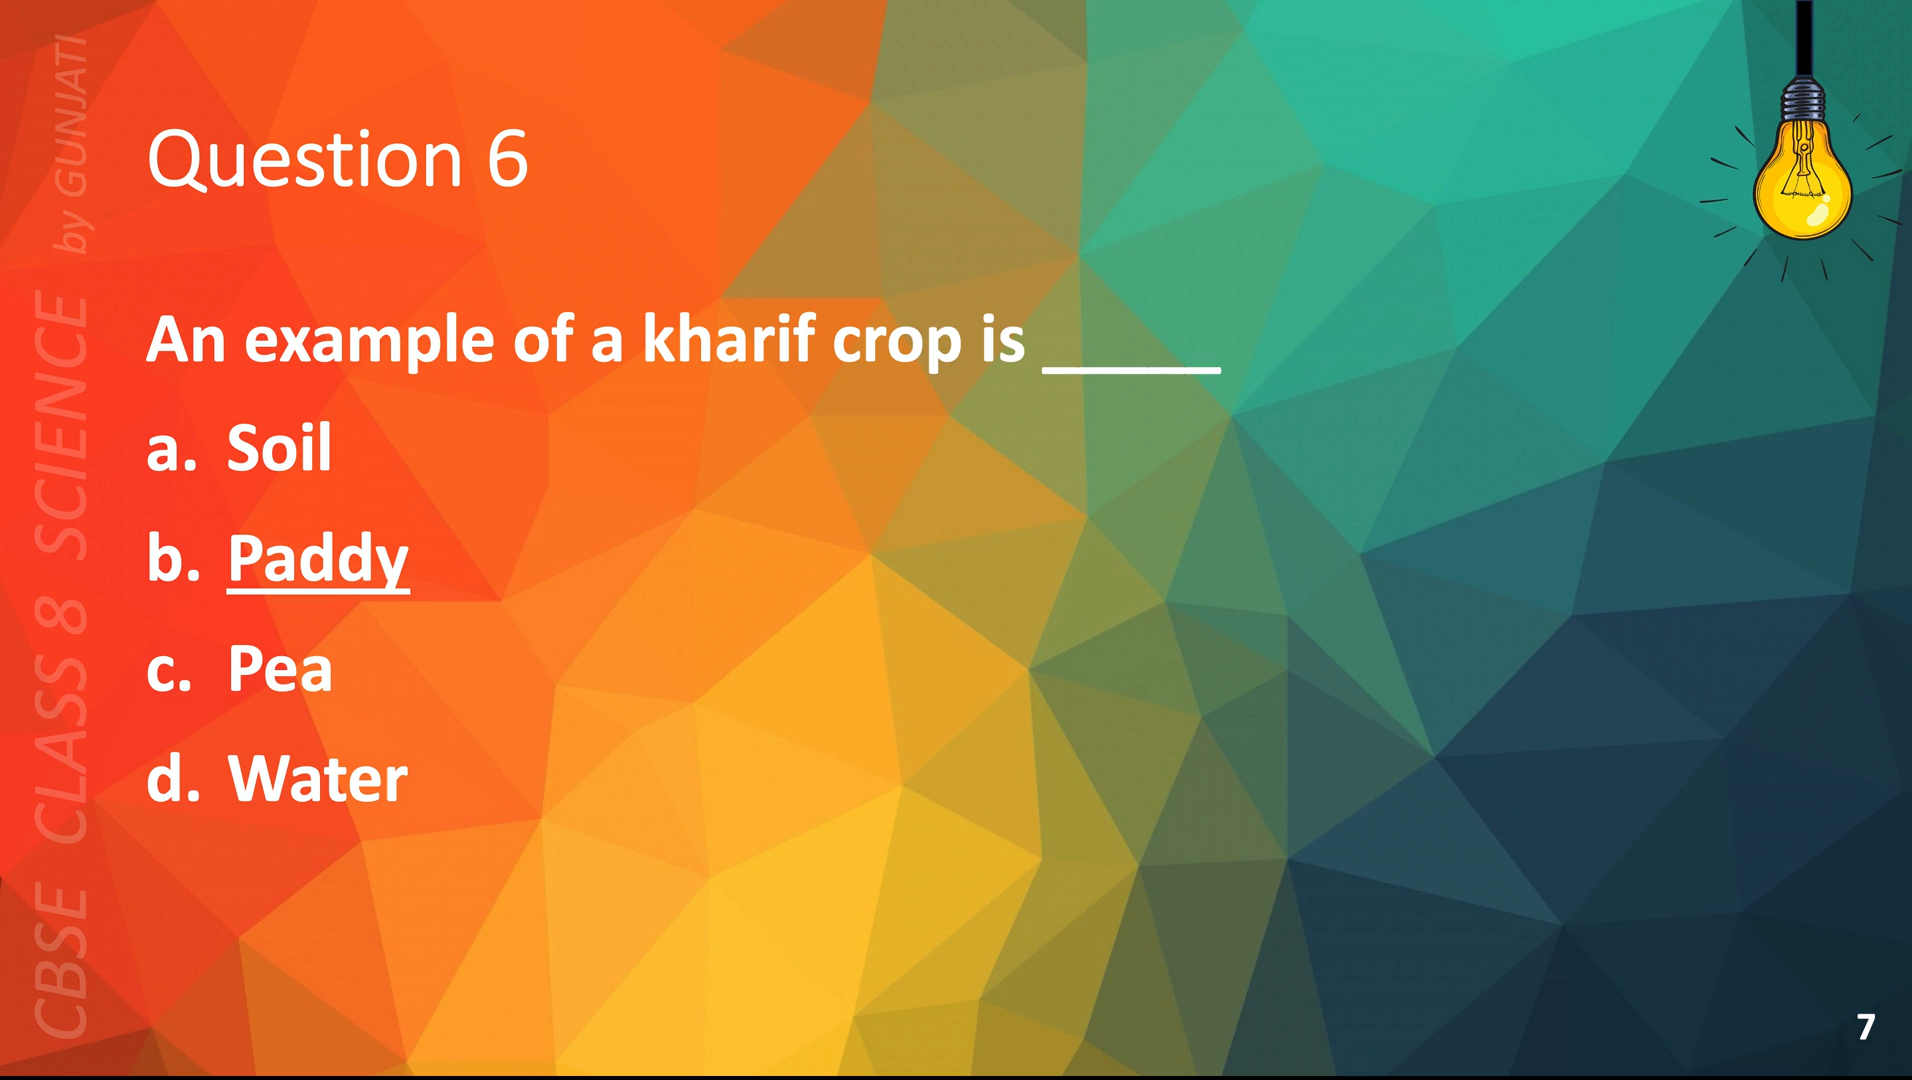 CBSE CLASS 8 SCIENCE by GUNJATI
Question 6
An example of a kharif crop is _____
a. Soil
b. Paddy
c. Pea
d. Water
7